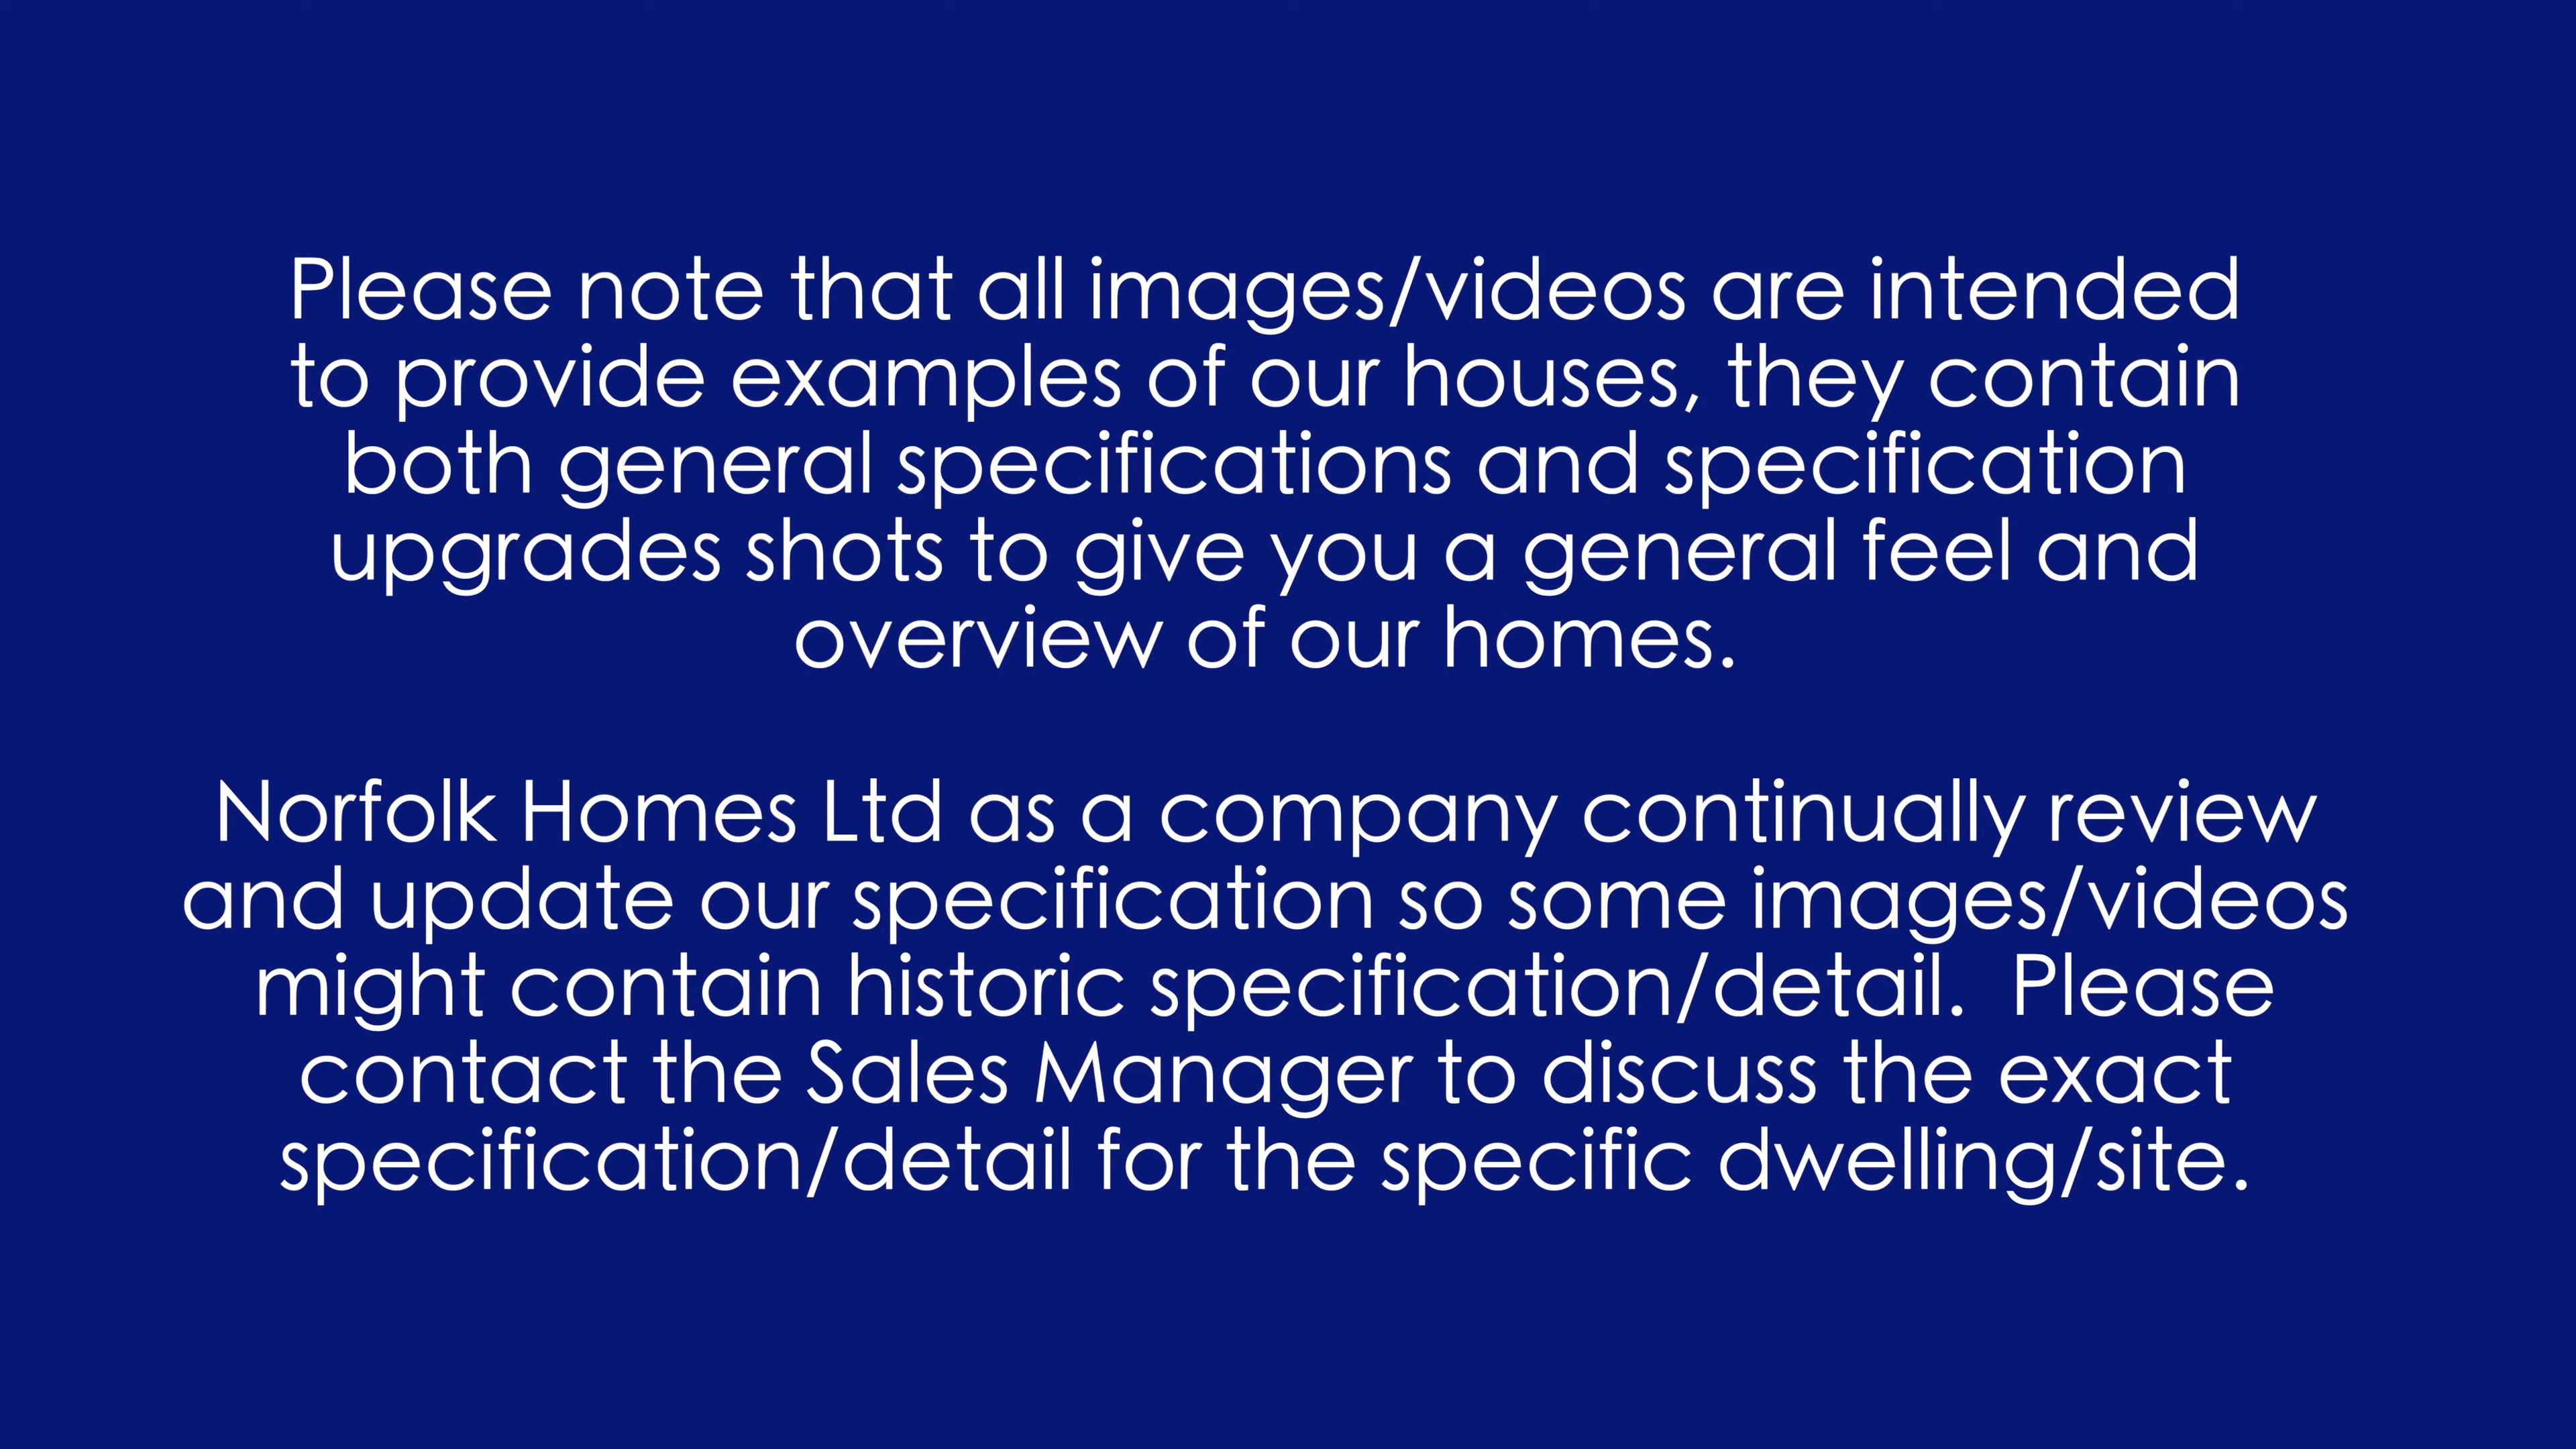 Please note that all images/videos are intended
to provide examples of our houses, they contain
both general specifications and specification
upgrades shots to give you a general feel and
overview of our homes.
Norfolk Homes Ltd as a company continually review
and update our specification so some images/videos
might contain historic specification/detail.  Please
contact the Sales Manager to discuss the exact
specification/detail for the specific dwelling/site.